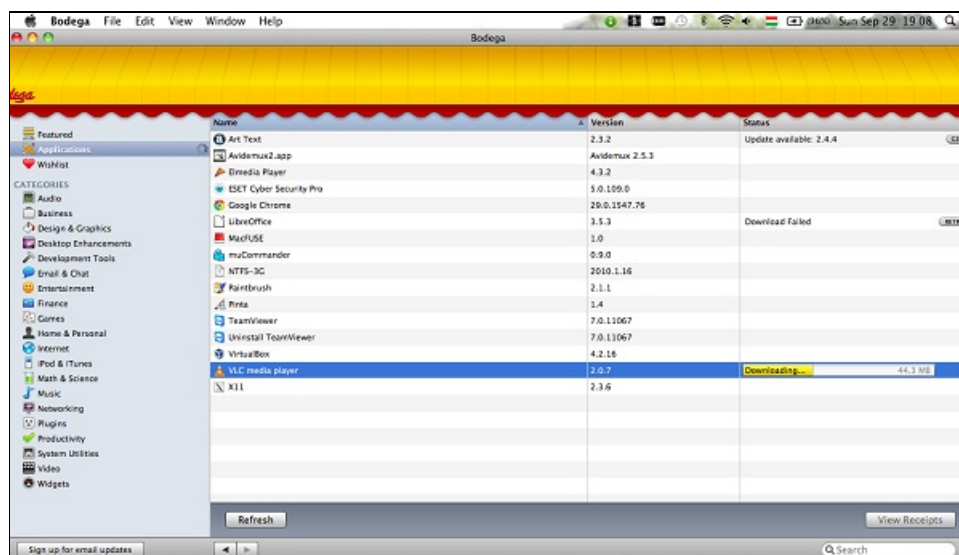 Bodega File Edit View Window Help Sun Sep 29 19 08
Bodega
Name Version Status
Featured
Applications
Wishlist
CATEGORIES
Audio
Business
Design & Graphics
Desktop Enhancements
Development Tools
Email & Chat
Entertainment
Finance
Games
Home & Personal
Internet
iPod & iTunes
Math & Science
Music
Networking
Plugins
Productivity
System Utilities
Video
Widgets
Art Text 2.3.2 Update available: 2.4.4
Avidemux2.app Avidemux 2.5.3
Elmedia Player 4.3.2
ESET Cyber Security Pro 5.0.109.0
Google Chrome 29.0.1547.76
LibreOffice 3.5.3 Download Failed
MacFUSE 1.0
muCommander 0.9.0
NTFS-3G 2010.1.16
Paintbrush 2.1.1
Pinta 1.4
TeamViewer 7.0.11067
Uninstall TeamViewer 7.0.11067
VirtualBox 4.2.16
VLC media player 2.0.7 Downloading... 44.3 MB
X11 2.3.6
Refresh View Receipts
Sign up for email updates Search